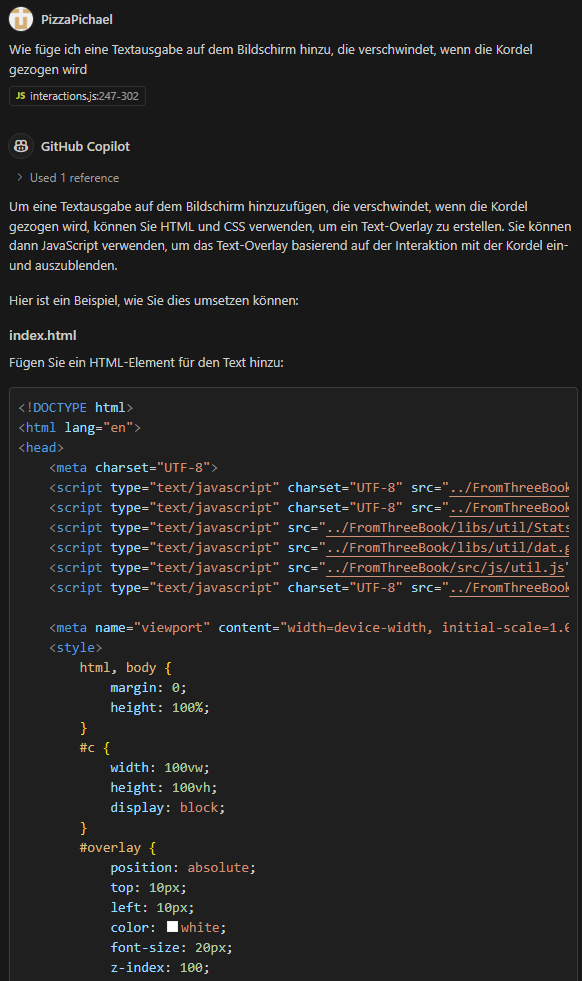 PizzaPichael
Wie füge ich eine Textausgabe auf dem Bildschirm hinzu, die verschwindet, wenn die Kordel
gezogen wird
JS interactions.js:247-302
GitHub Copilot
Used 1 reference
Um eine Textausgabe auf dem Bildschirm hinzuzufügen, die verschwindet, wenn die Kordel
gezogen wird, können Sie HTML und CSS verwenden, um ein Text-Overlay zu erstellen. Sie können
dann JavaScript verwenden, um das Text-Overlay basierend auf der Interaktion mit der Kordel ein-
und auszublenden.
Hier ist ein Beispiel, wie Sie dies umsetzen können:
index.html
Fügen Sie ein HTML-Element für den Text hinzu:
<!DOCTYPE html>
<html lang="en">
<head>
<meta charset="UTF-8">
<script type="text/javascript" charset="UTF-8" src="../FromThreeBook
<script type="text/javascript" charset="UTF-8" src="../FromThreeBook
<script type="text/javascript" src="../FromThreeBook/libs/util/Stats
<script type="text/javascript" src="../FromThreeBook/libs/util/dat.g
<script type="text/javascript" src="../FromThreeBook/src/js/util.js"
<script type="text/javascript" charset="UTF-8" src="../FromThreeBook
<meta name="viewport" content="width=device-width, initial-scale=1.0
<style>
html, body {
margin: 0;
height: 100%;
}
#c {
width: 100vw;
height: 100vh;
display: block;
}
#overlay {
position: absolute;
top: 10px;
left: 10px;
color: white;
font-size: 20px;
z-index: 100;